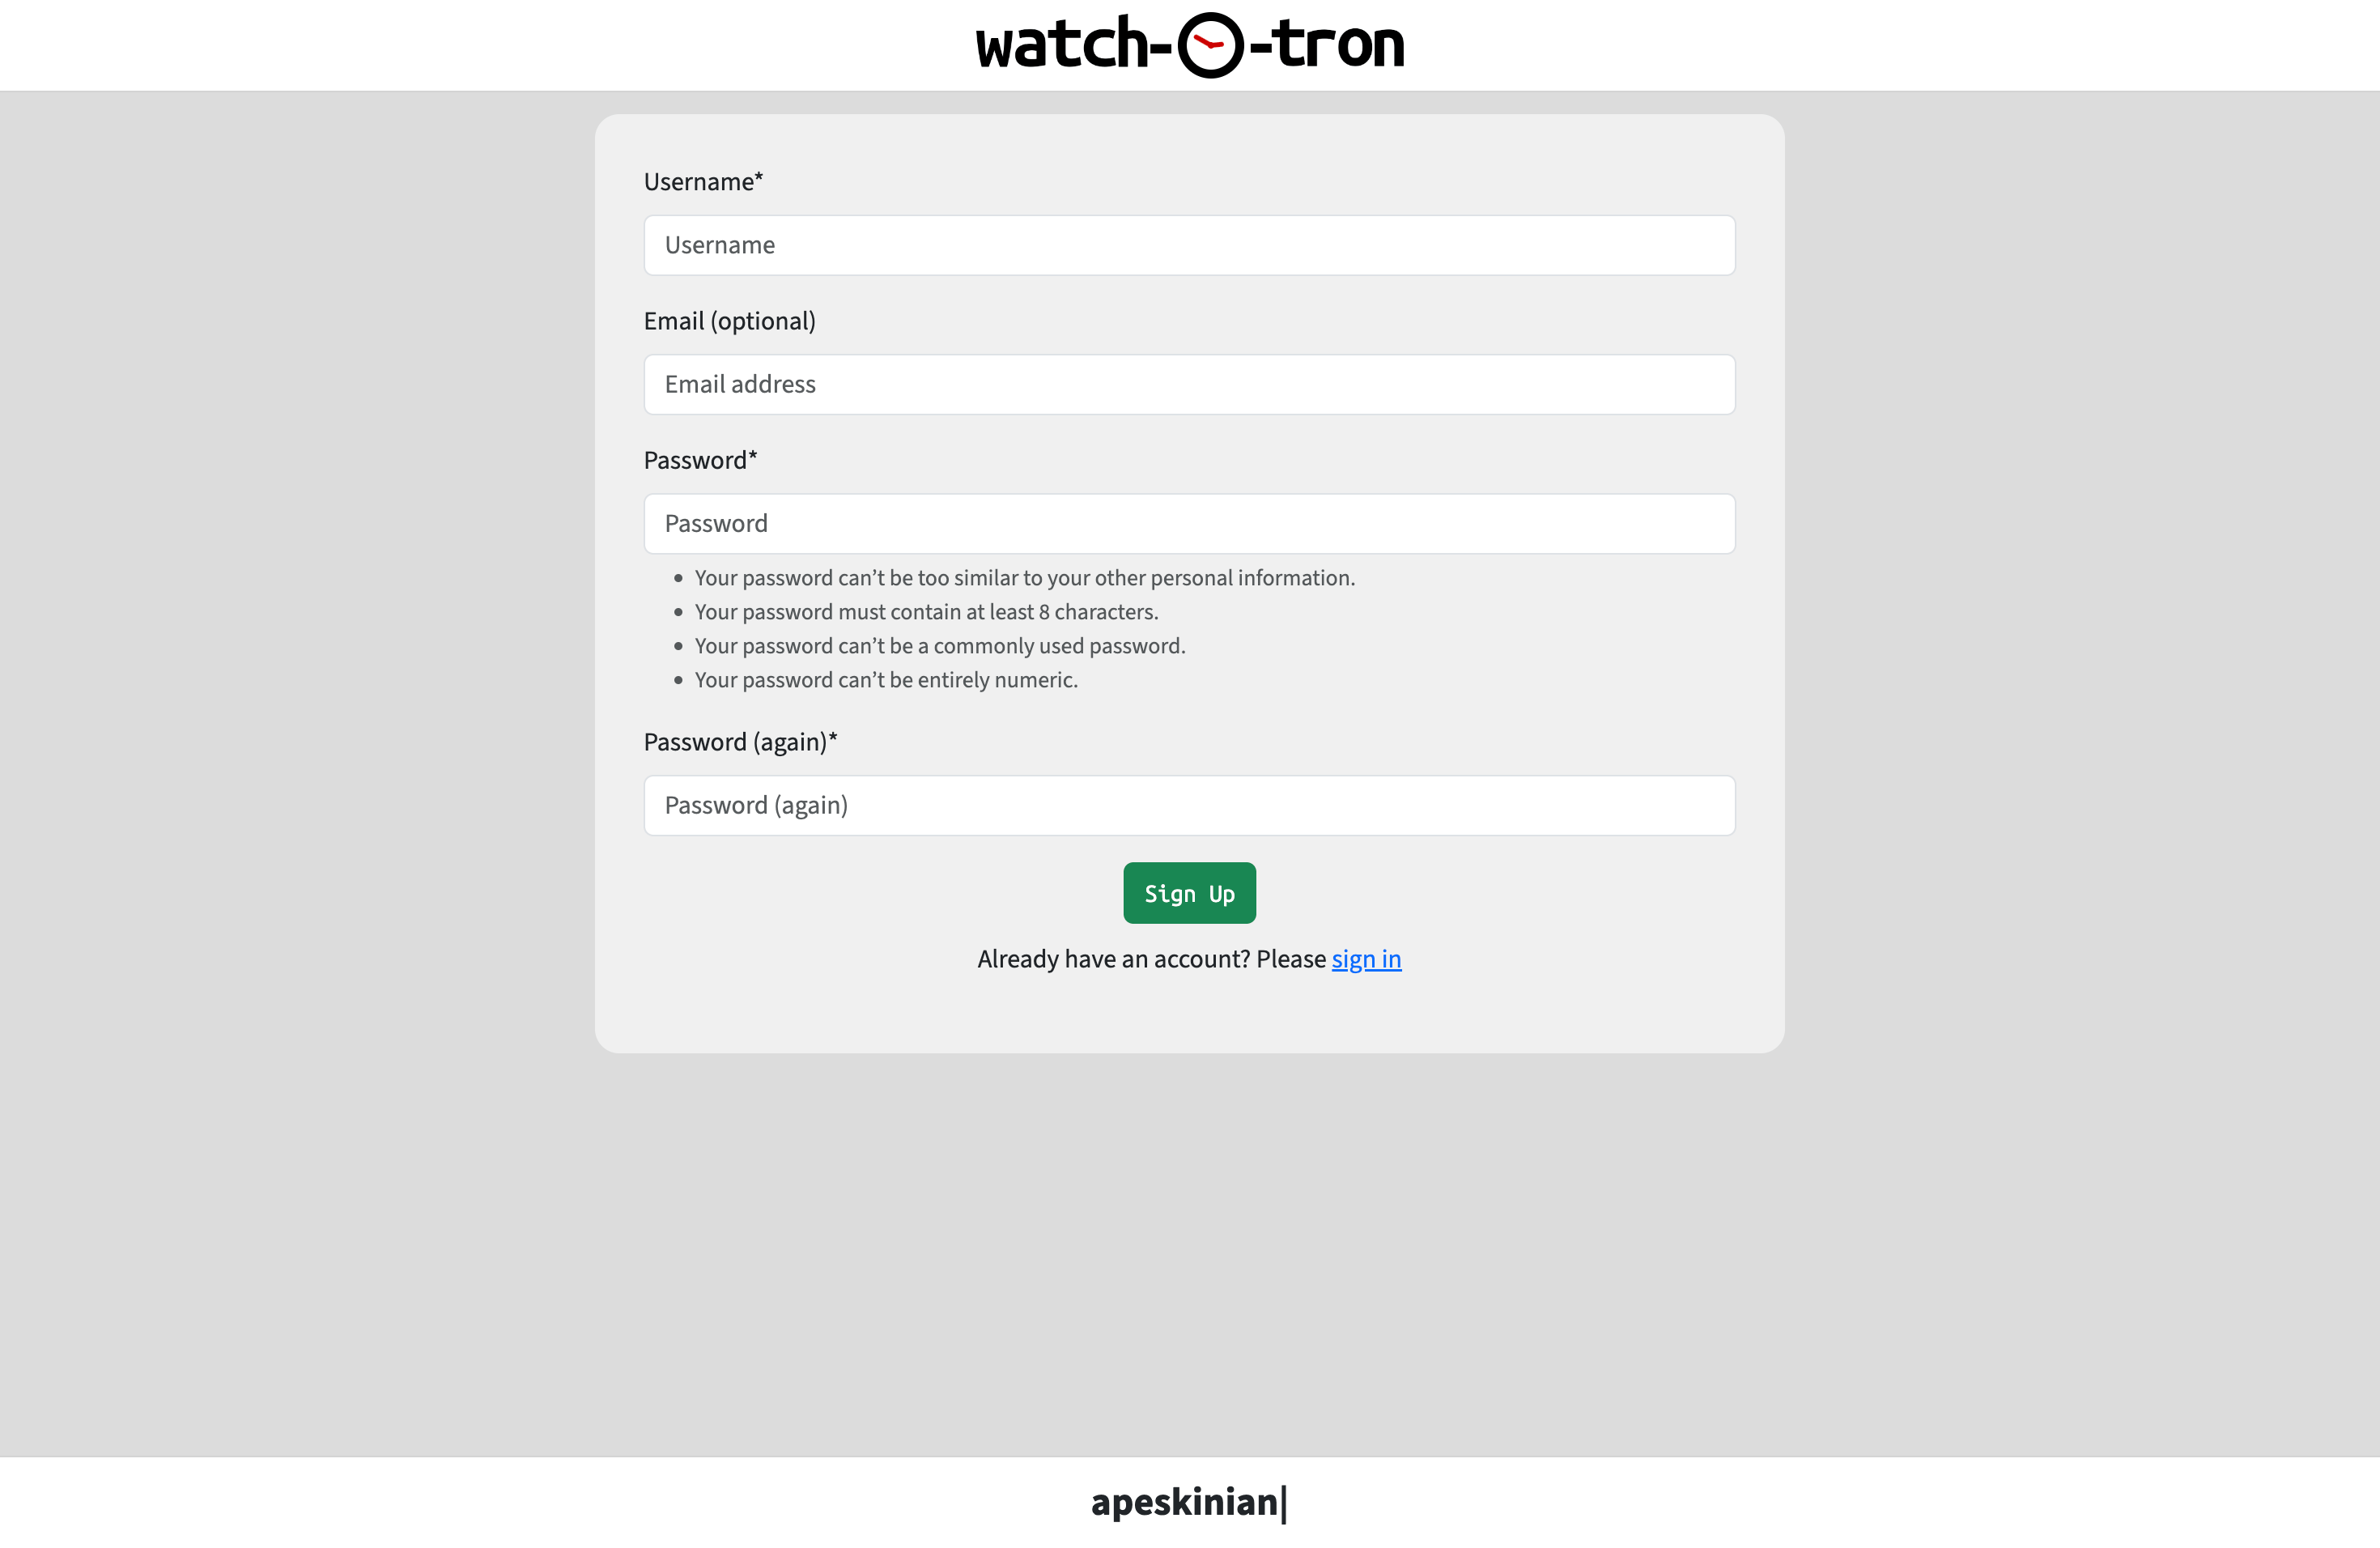 watch-O-tron
Username*
Username
Email (optional)
Email address
Password*
Password
Your password can’t be too similar to your other personal information.
Your password must contain at least 8 characters.
Your password can’t be a commonly used password.
Your password can’t be entirely numeric.
Password (again)*
Password (again)
Sign Up
Already have an account? Please sign in
apeskinian|